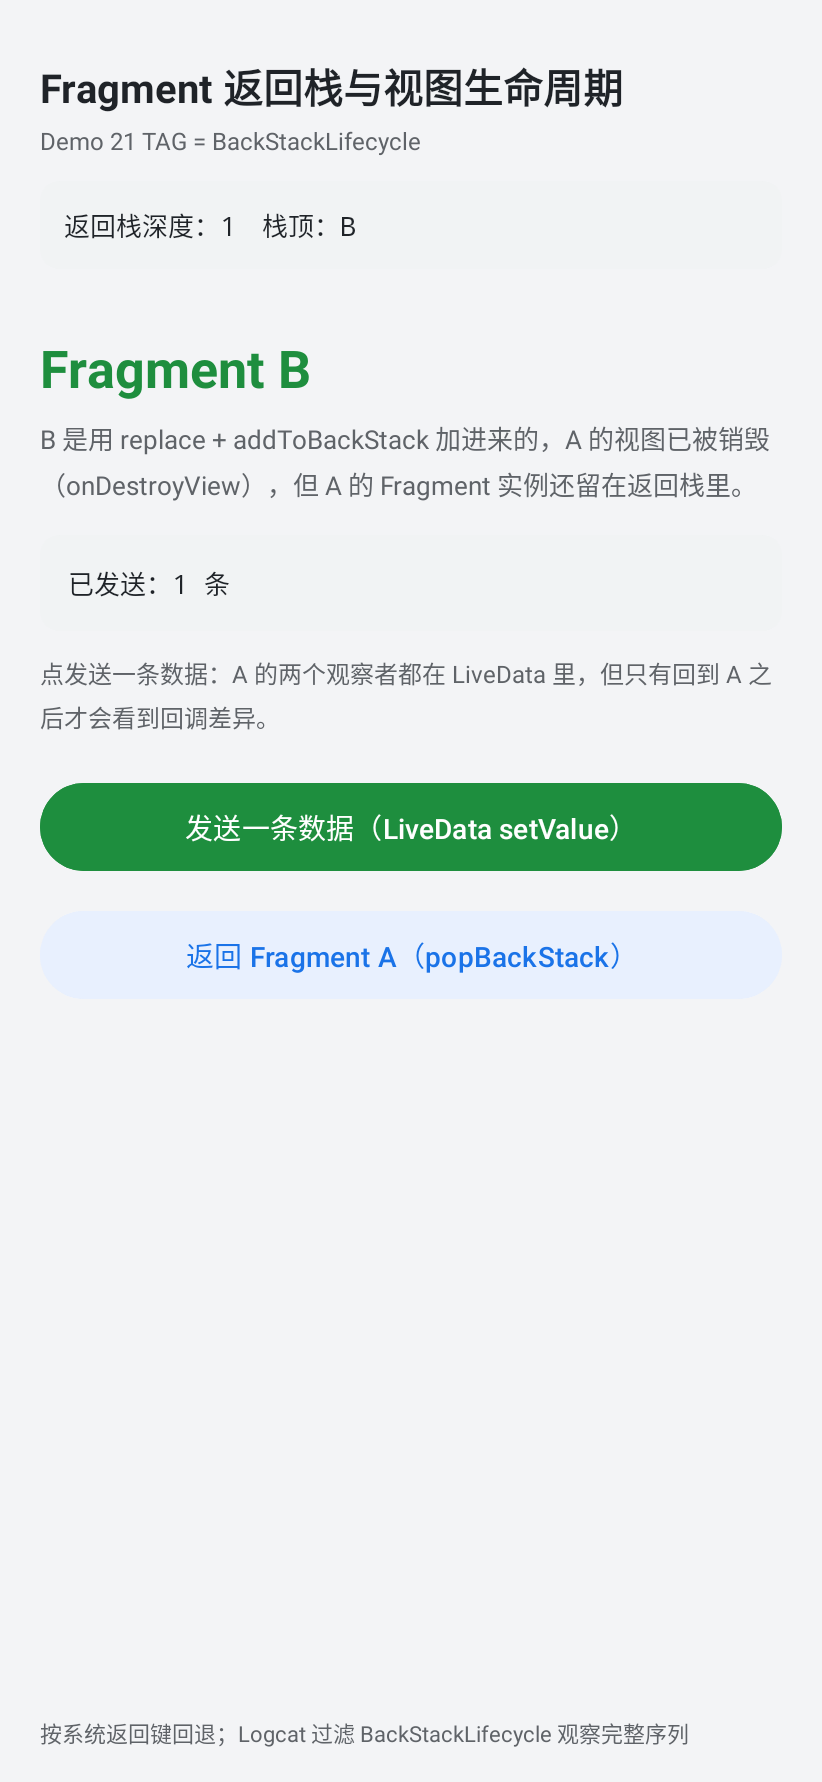 Fragment 返回栈与视图生命周期
Demo 21 TAG = BackStackLifecycle
返回栈深度：1  栈顶：B
Fragment B
B 是用 replace + addToBackStack 加进来的，A 的视图已被销毁
（onDestroyView），但 A 的 Fragment 实例还留在返回栈里。
已发送：1 条
点发送一条数据：A 的两个观察者都在 LiveData 里，但只有回到 A 之
后才会看到回调差异。
发送一条数据（LiveData setValue）
返回 Fragment A（popBackStack）
按系统返回键回退；Logcat 过滤 BackStackLifecycle 观察完整序列